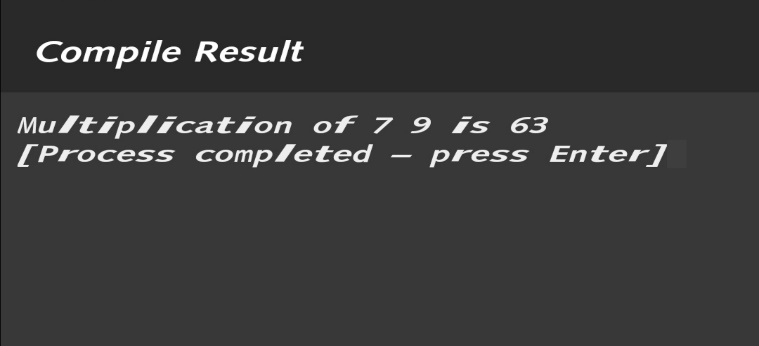 Compile Result
Multiplication of 7 9 is 63
[Process completed – press Enter]